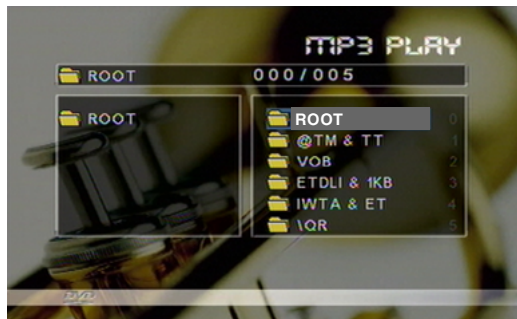 MP3 PLAY
ROOT 000/005
ROOT
ROOT 0
@TM & TT 1
VOB 2
ETDLI & 1KB 3
IWTA & ET 4
\QR 5
DVD